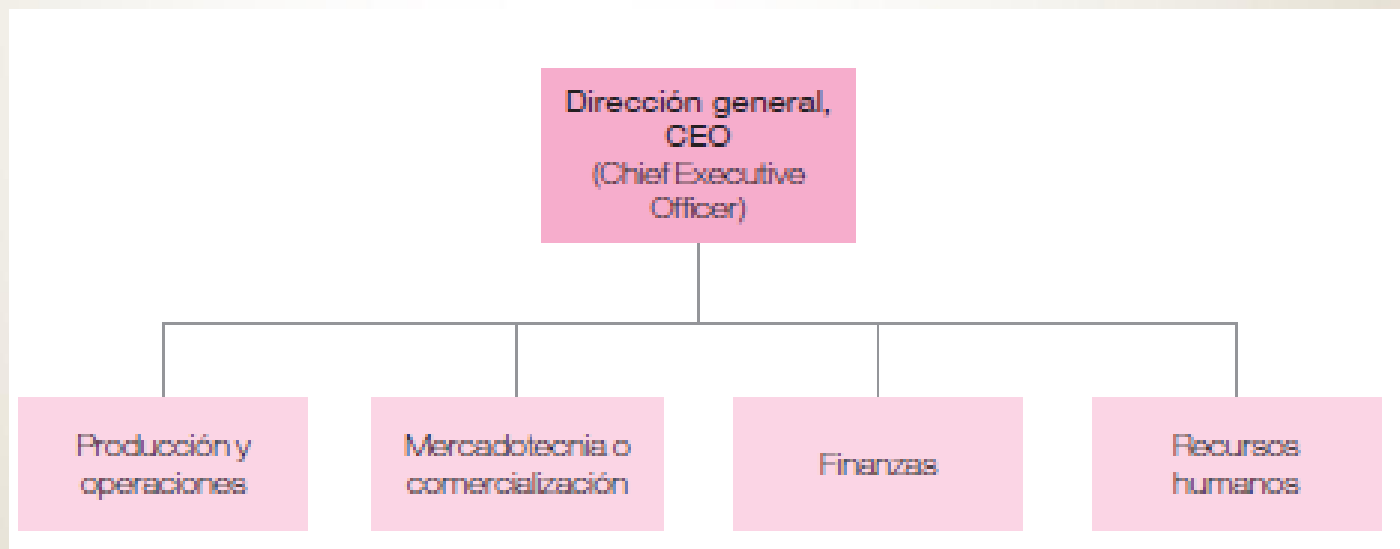 Dirección general,
CEO
(Chief Executive
Officer)
Producción y
operaciones
Mercadotecnia o
comercialización
Finanzas
Recursos
humanos